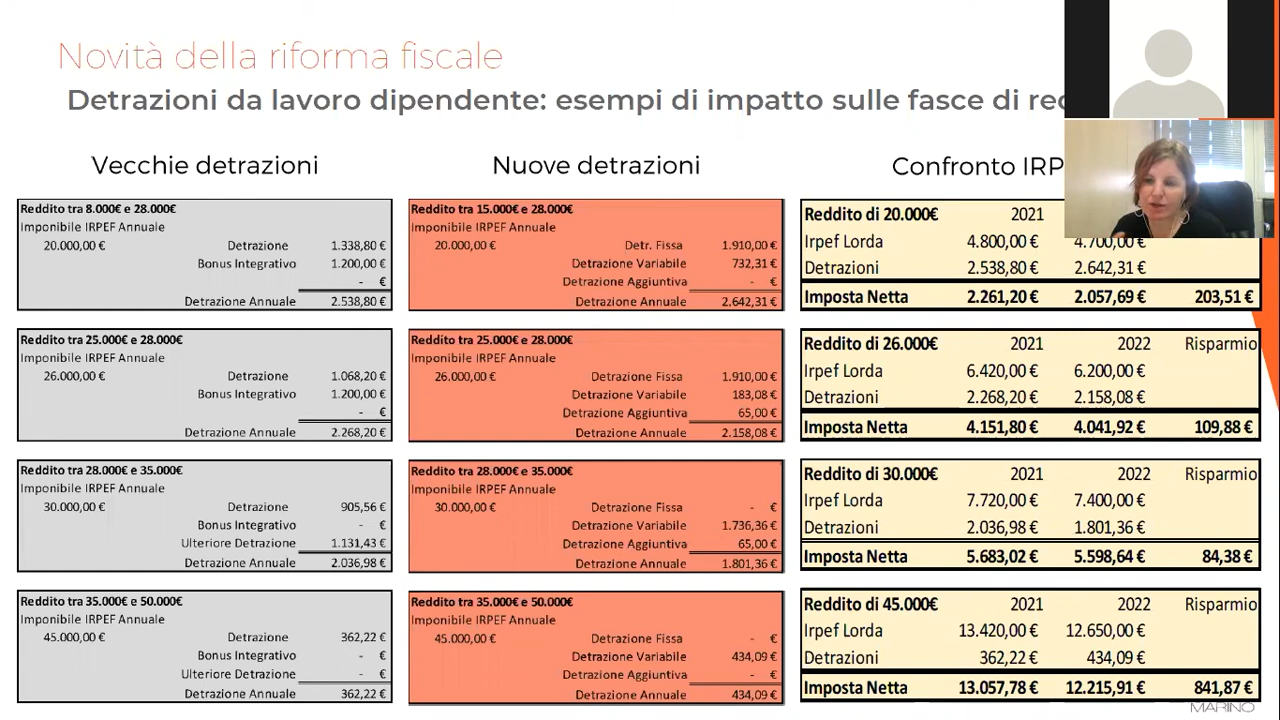 Novità della riforma fiscale
Detrazioni da lavoro dipendente: esempi di impatto sulle fasce di
Vecchie detrazioni
Reddito tra 8.000€ e 28.000€
Imponibile IRPEF Annuale
20.000,00 € Detrazione 1.338,80 €
Bonus Integrativo 1.200,00 €
- €
Detrazione Annuale 2.538,80 €
Reddito tra 25.000€ e 28.000€
Imponibile IRPEF Annuale
26.000,00 € Detrazione 1.068,20 €
Bonus Integrativo 1.200,00 €
- €
Detrazione Annuale 2.268,20 €
Reddito tra 28.000€ e 35.000€
Imponibile IRPEF Annuale
30.000,00 € Detrazione 905,56 €
Bonus Integrativo - €
Ulteriore Detrazione 1.131,43 €
Detrazione Annuale 2.036,98 €
Reddito tra 35.000€ e 50.000€
Imponibile IRPEF Annuale
45.000,00 € Detrazione 362,22 €
Bonus Integrativo - €
Ulteriore Detrazione - €
Detrazione Annuale 362,22 €
Nuove detrazioni
Reddito tra 15.000€ e 28.000€
Imponibile IRPEF Annuale
20.000,00 € Detr. Fissa 1.910,00 €
Detrazione Variabile 732,31 €
Detrazione Aggiuntiva - €
Detrazione Annuale 2.642,31 €
Reddito tra 25.000€ e 28.000€
Imponibile IRPEF Annuale
26.000,00 € Detrazione Fissa 1.910,00 €
Detrazione Variabile 183,08 €
Detrazione Aggiuntiva 65,00 €
Detrazione Annuale 2.158,08 €
Reddito tra 28.000€ e 35.000€
Imponibile IRPEF Annuale
30.000,00 € Detrazione Fissa - €
Detrazione Variabile 1.736,36 €
Detrazione Aggiuntiva 65,00 €
Detrazione Annuale 1.801,36 €
Reddito tra 35.000€ e 50.000€
Imponibile IRPEF Annuale
45.000,00 € Detrazione Fissa - €
Detrazione Variabile 434,09 €
Detrazione Aggiuntiva - €
Detrazione Annuale 434,09 €
Confronto IRP
Reddito di 20.000€ 2021
Irpef Lorda 4.800,00 € 4.700,00 €
Detrazioni 2.538,80 € 2.642,31 €
Imposta Netta 2.261,20 € 2.057,69 € 203,51 €
Reddito di 26.000€ 2021 2022 Risparmio
Irpef Lorda 6.420,00 € 6.200,00 €
Detrazioni 2.268,20 € 2.158,08 €
Imposta Netta 4.151,80 € 4.041,92 € 109,88 €
Reddito di 30.000€ 2021 2022 Risparmio
Irpef Lorda 7.720,00 € 7.400,00 €
Detrazioni 2.036,98 € 1.801,36 €
Imposta Netta 5.683,02 € 5.598,64 € 84,38 €
Reddito di 45.000€ 2021 2022 Risparmio
Irpef Lorda 13.420,00 € 12.650,00 €
Detrazioni 362,22 € 434,09 €
Imposta Netta 13.057,78 € 12.215,91 € 841,87 €
MARINO